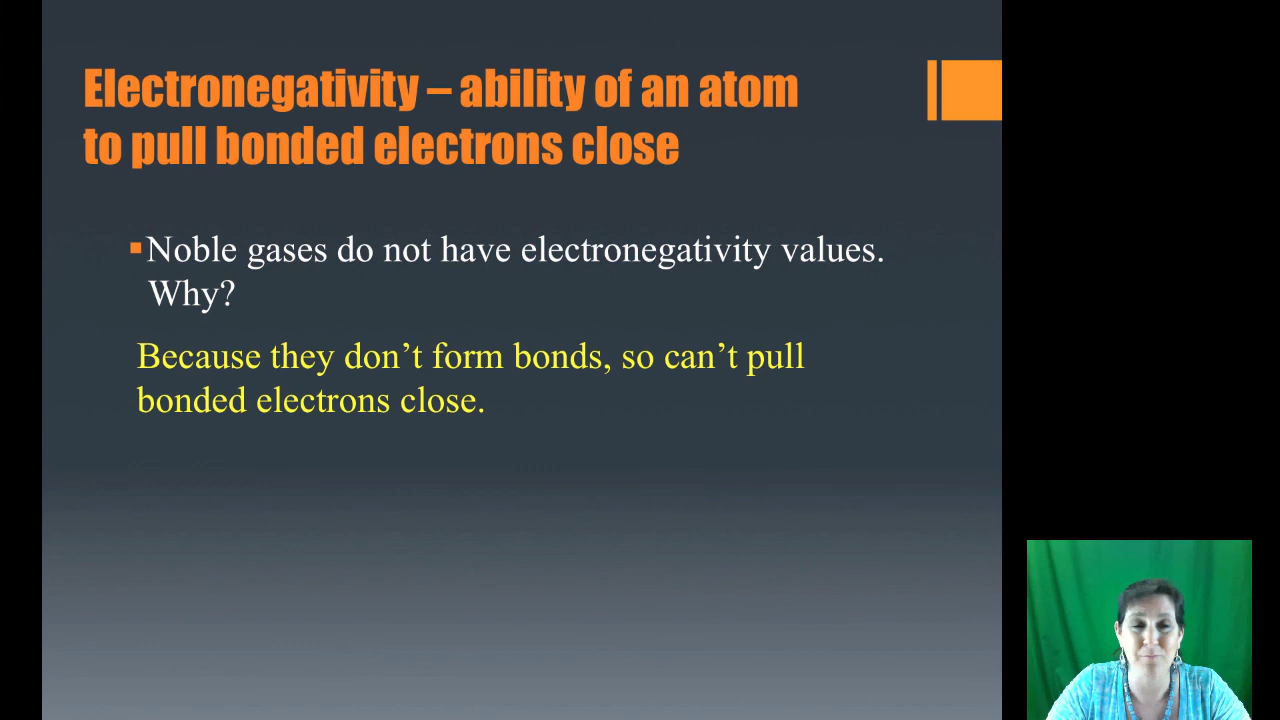 Electronegativity – ability of an atom
to pull bonded electrons close
Noble gases do not have electronegativity values.
Why?
Because they don’t form bonds, so can’t pull
bonded electrons close.